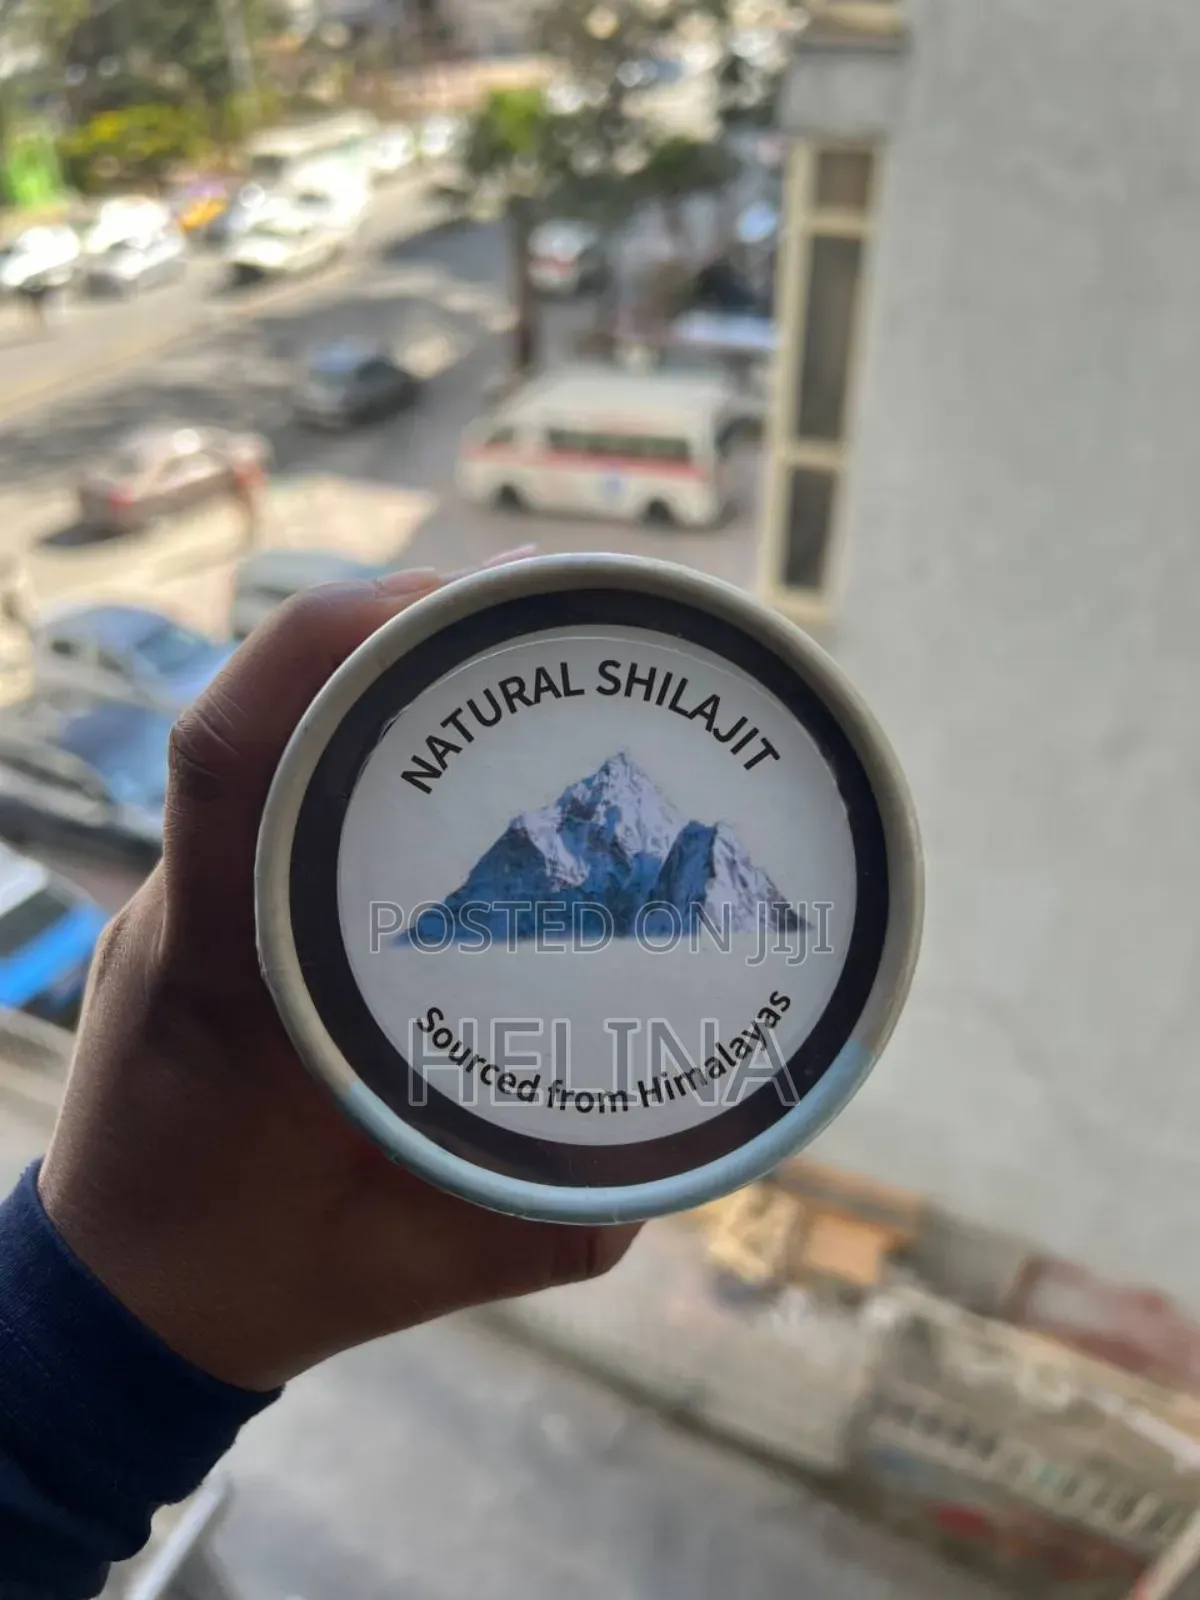 NATURAL SHILAJIT
POSTED ON JIJI
HELINA
Sourced from Himalayas